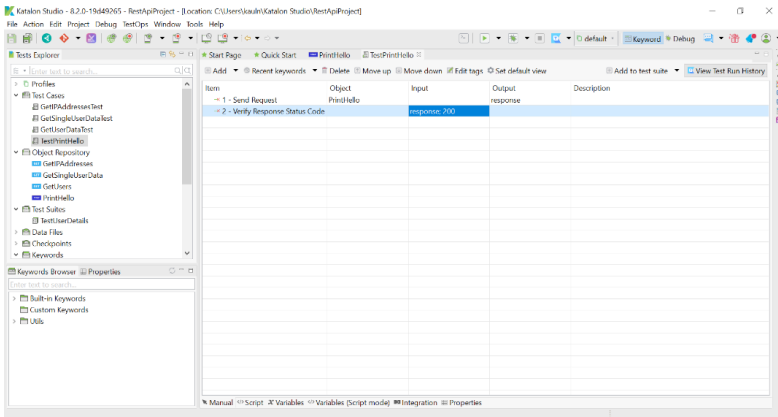 Katalon Studio - 8.2.0-19d49265 - RestApiProject - [Location: C:\Users\kauln\Katalon Studio\RestApiProject]
File Action Edit Project Debug TestOps Window Tools Help
default Keyword Debug
Tests Explorer
Enter text to search...
Profiles
Test Cases
GetIPAddressesTest
GetSingleUserDataTest
GetUserDataTest
TestPrintHello
Object Repository
GetIPAddresses
GetSingleUserData
GetUsers
PrintHello
Test Suites
TestUserDetails
Data Files
Checkpoints
Keywords
Keywords Browser Properties
Enter text to search...
Built-in Keywords
Custom Keywords
Utils
Start Page Quick Start PrintHello TestPrintHello
Add Recent keywords Delete Move up Move down Edit tags Set default view Add to test suite View Test Run History
Item Object Input Output Description
1 - Send Request PrintHello response
2 - Verify Response Status Code response; 200
Manual Script Variables Variables (Script mode) Integration Properties